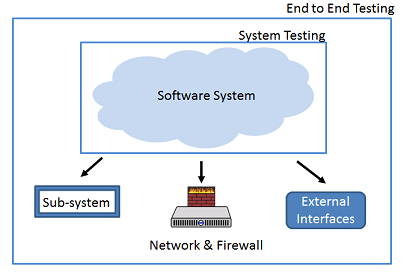 End to End Testing
System Testing
Software System
Sub-system
External
Interfaces
Network & Firewall